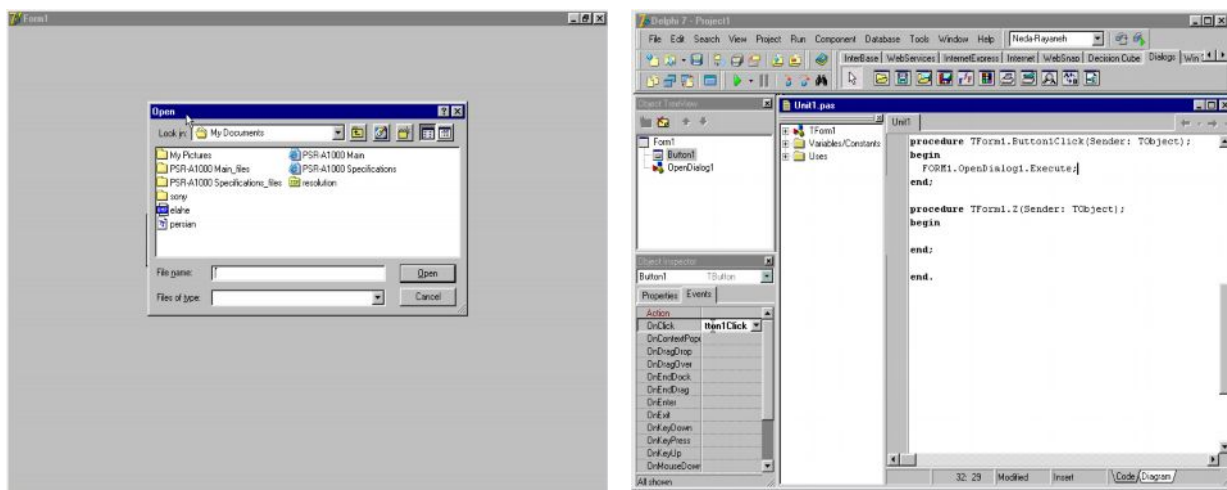 Form1
Open
Look in: My Documents
My Pictures
PSR-A1000 Main_files
PSR-A1000 Specifications_files
sony
elahe
persian
PSR-A1000 Main
PSR-A1000 Specifications
resolution
File name:
Open
Files of type:
Cancel
Delphi 7 - Project1
File Edit Search View Project Run Component Database Tools Window Help Neda-Rayaneh
InterBase WebServices InternetExpress Internet WebSnap Decision Cube Dialogs Win
Object TreeView
Form1
Button1
OpenDialog1
Object Inspector
Button1 TButton
Properties Events
Action
OnClick tton1Click
OnContextPopu
OnDragDrop
OnDragOver
OnEndDock
OnEndDrag
OnEnter
OnExit
OnKeyDown
OnKeyPress
OnKeyUp
OnMouseDown
All shown
Unit1.pas
TForm1
Variables/Constants
Uses
Unit1
procedure TForm1.Button1Click(Sender: TObject);
begin
FORM1.OpenDialog1.Execute;
end;
procedure TForm1.Z(Sender: TObject);
begin
end;
end.
32: 29 Modified Insert Code Diagram